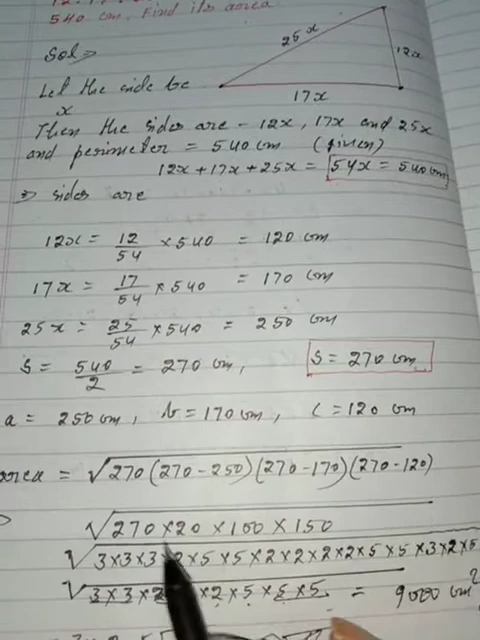 540 cm. Find its area
Sol ⇒
25x
12x
17x
Let the side be
x
Then the sides are - 12x, 17x and 25x
and perimeter = 540 cm (given)
12x + 17x + 25x = 54x = 540 cm
⇒ sides are
12x = 12/54 × 540 = 120 cm
17x = 17/54 × 540 = 170 cm
25x = 25/54 × 540 = 250 cm
S = 540/2 = 270 cm, S = 270 cm
a = 250 cm, b = 170 cm, c = 120 cm
area = √270(270-250)(270-170)(270-120)
√270×20×100×150
= 9000 cm²